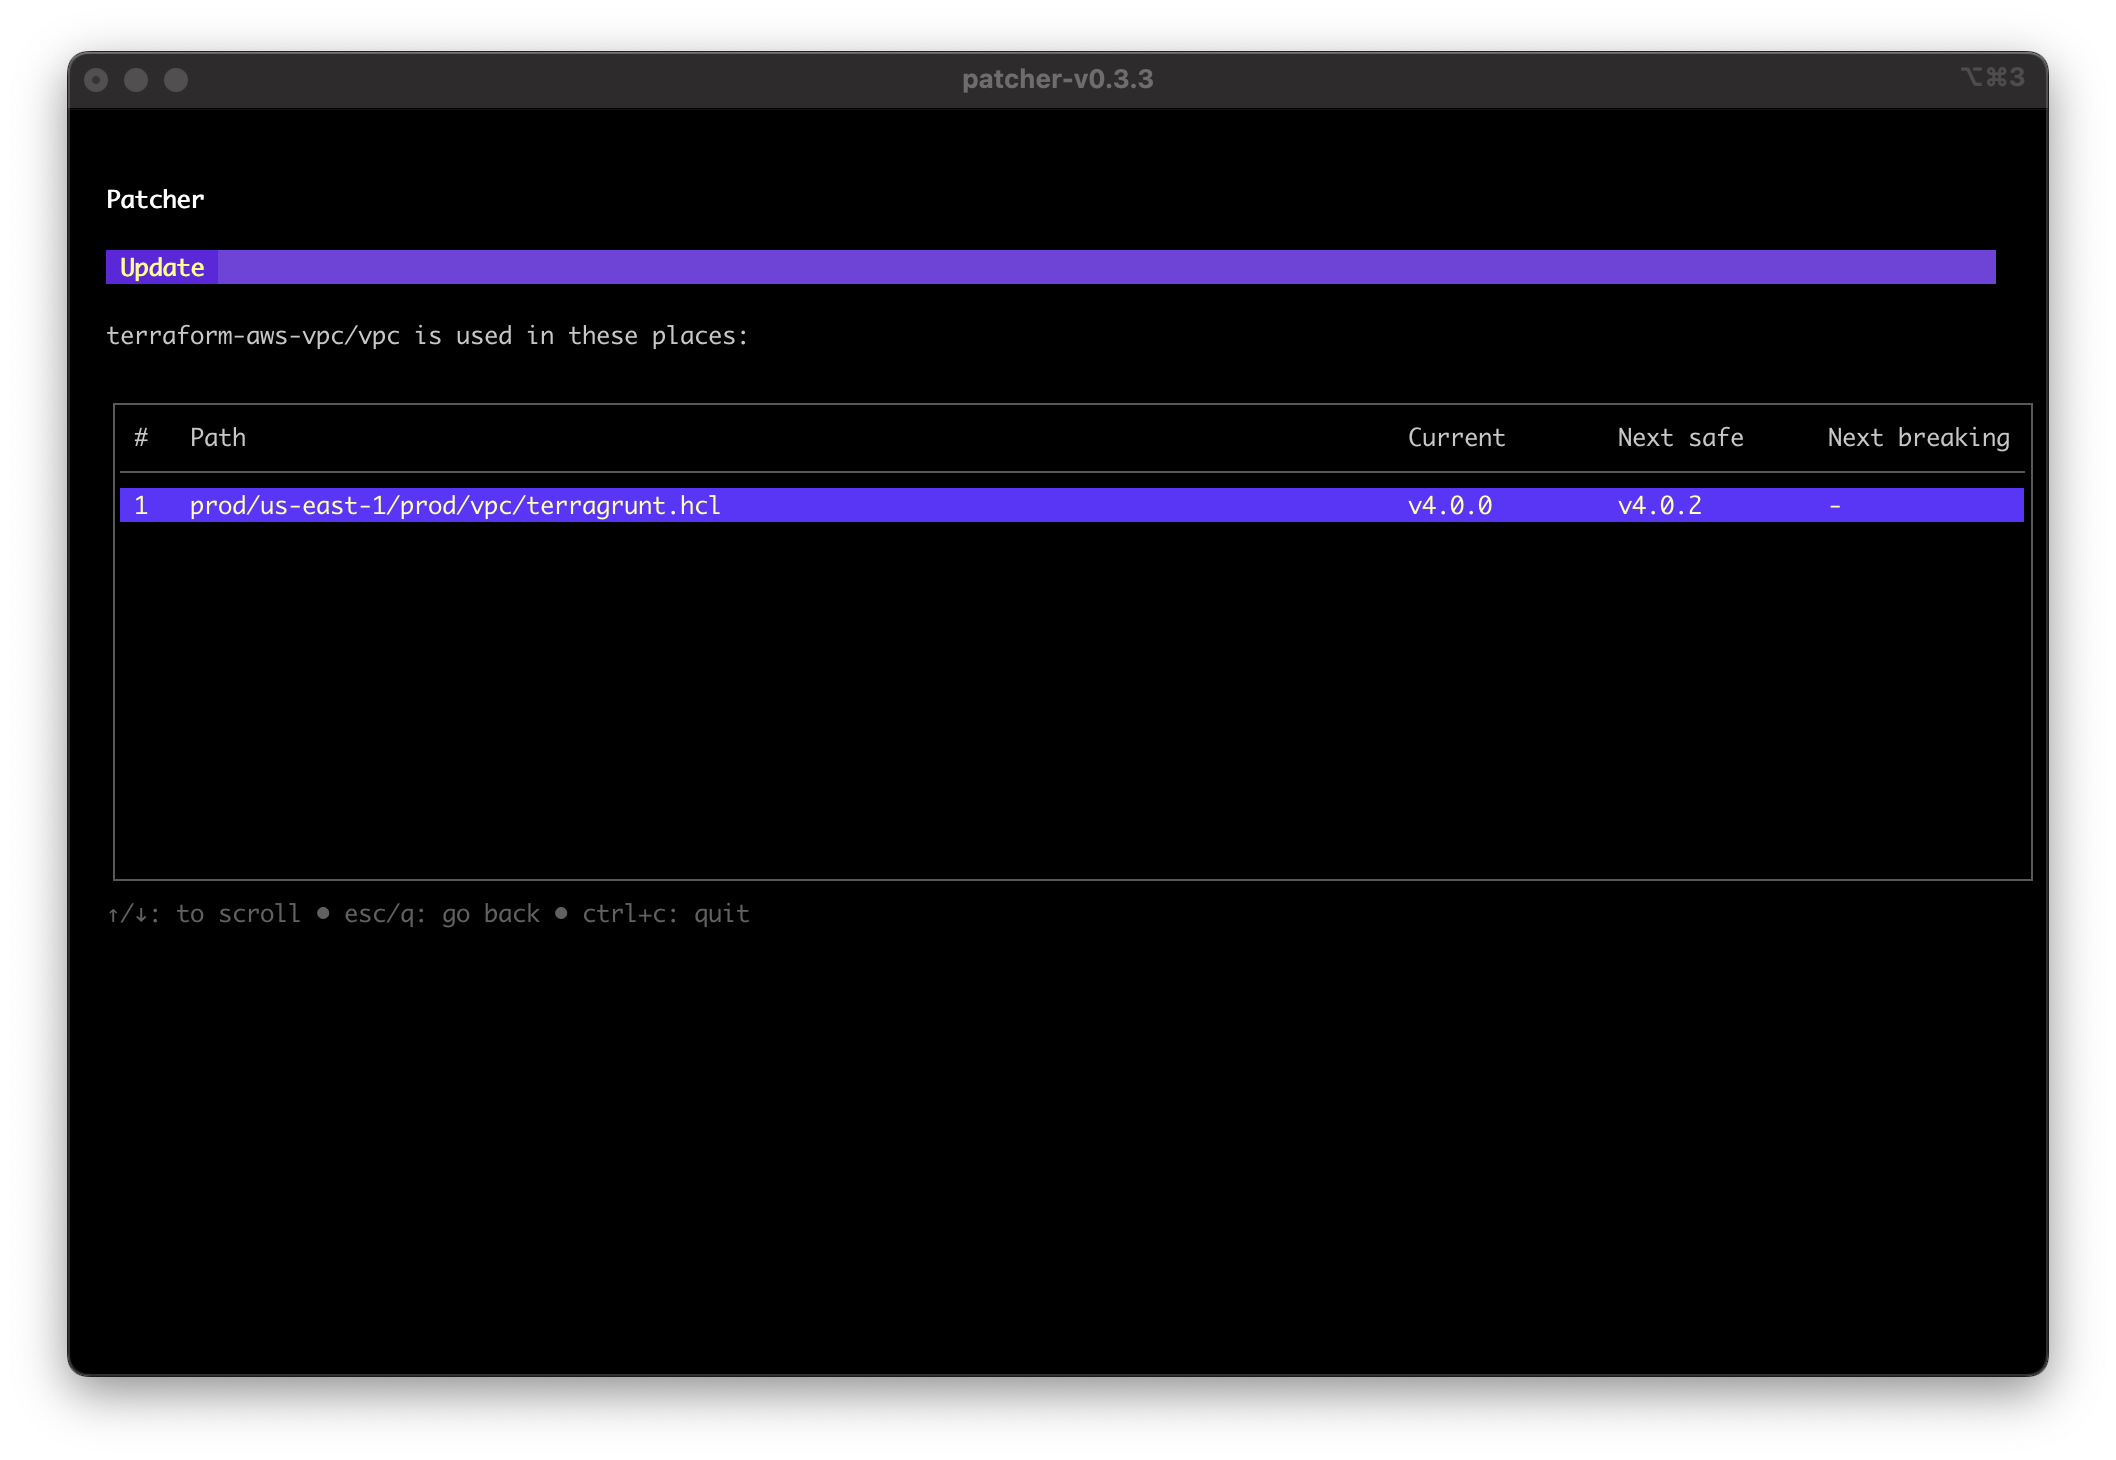 patcher-v0.3.3
⌥⌘3
Patcher
Update
terraform-aws-vpc/vpc is used in these places:
# Path Current Next safe Next breaking
1 prod/us-east-1/prod/vpc/terragrunt.hcl v4.0.0 v4.0.2 -
↑/↓: to scroll ● esc/q: go back ● ctrl+c: quit